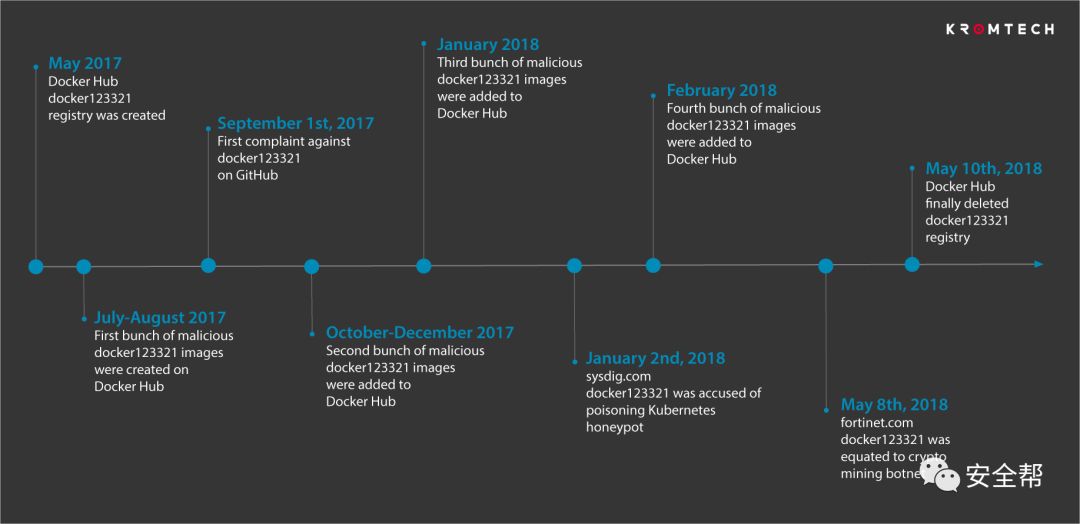 KROMTECH
May 2017
Docker Hub
docker123321
registry was created
September 1st, 2017
First complaint against
docker123321
on GitHub
January 2018
Third bunch of malicious
docker123321 images
were added to
Docker Hub
February 2018
Fourth bunch of malicious
docker123321 images
were added to
Docker Hub
May 10th, 2018
Docker Hub
finally deleted
docker123321
registry
July-August 2017
First bunch of malicious
docker123321 images
were created on
Docker Hub
October-December 2017
Second bunch of malicious
docker123321 images
were added to
Docker Hub
January 2nd, 2018
sysdig.com
docker123321 was accused of
poisoning Kubernetes
honeypot
May 8th, 2018
fortinet.com
docker123321 was
equated to crypto
mining
安全帮